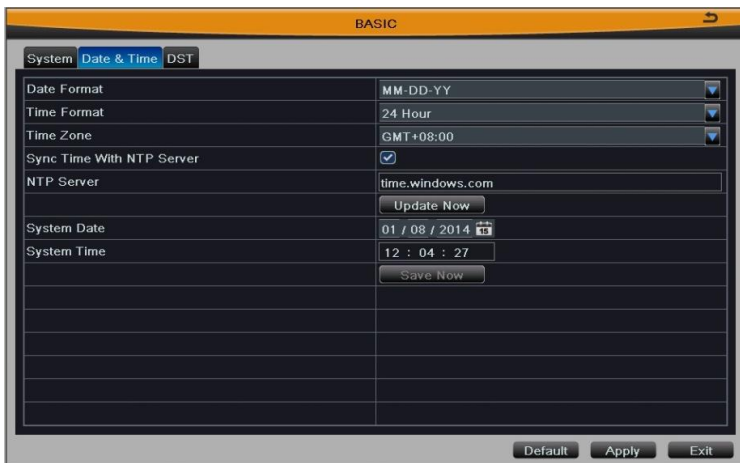 BASIC
System Date & Time DST
Date Format MM-DD-YY
Time Format 24 Hour
Time Zone GMT+08:00
Sync Time With NTP Server
NTP Server time.windows.com
Update Now
System Date 01 / 08 / 2014 15
System Time 12 : 04 : 27
Save Now
Default Apply Exit